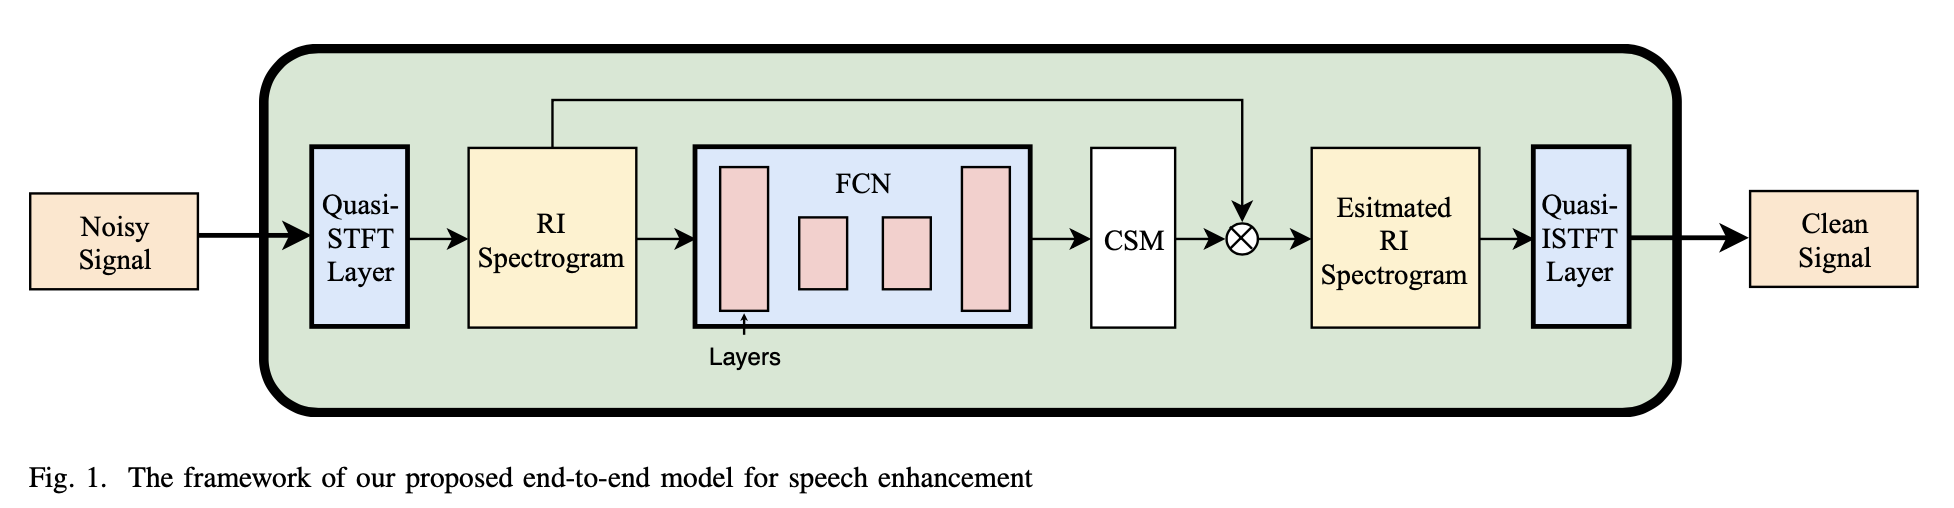 Noisy
Signal
Quasi-
STFT
Layer
RI
Spectrogram
FCN
Layers
CSM
Esitmated
RI
Spectrogram
Quasi-
ISTFT
Layer
Clean
Signal
Fig. 1. The framework of our proposed end-to-end model for speech enhancement